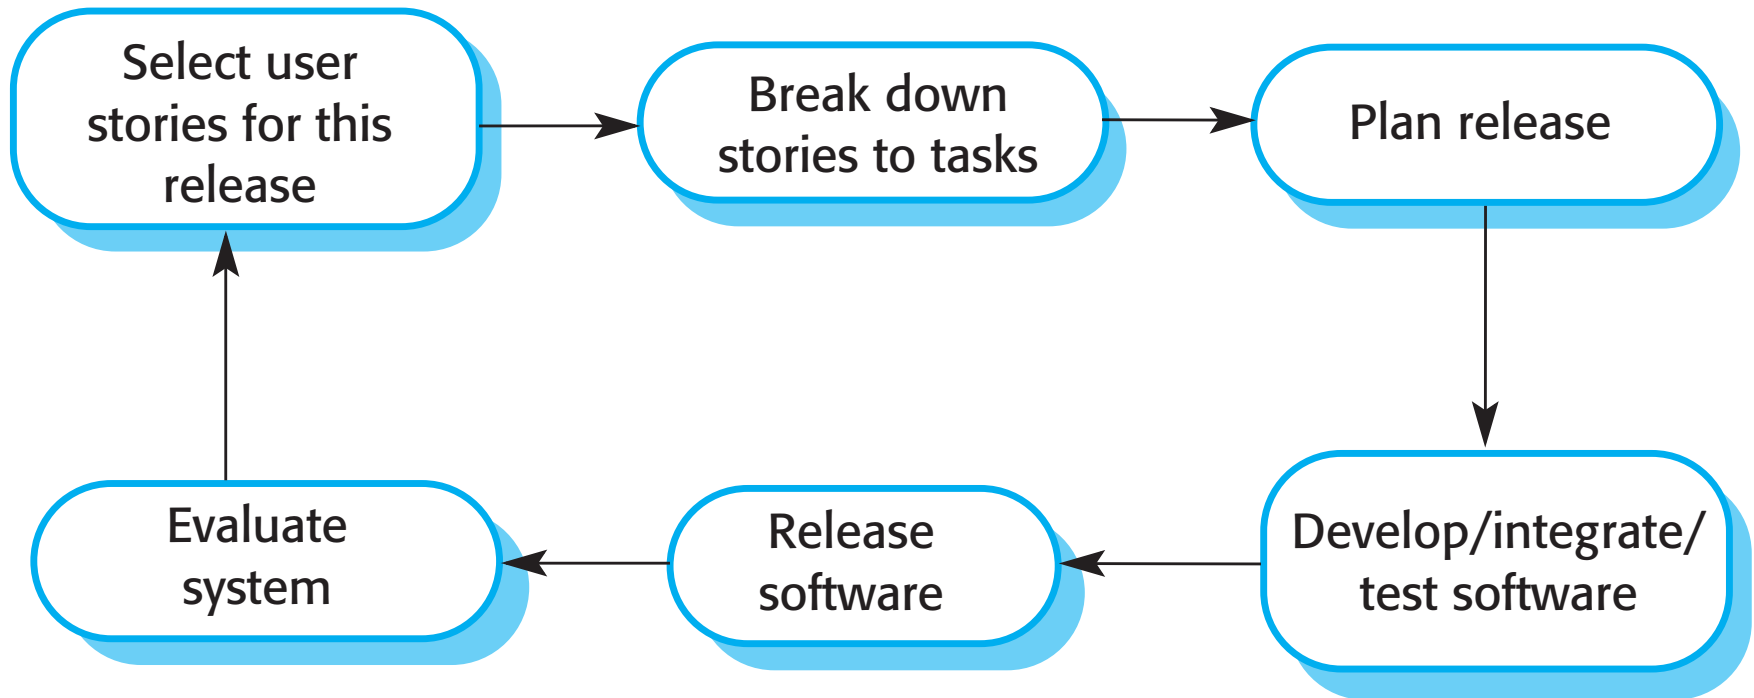 Select user
stories for this
release
Break down
stories to tasks
Plan release
Develop/integrate/
test software
Release
software
Evaluate
system